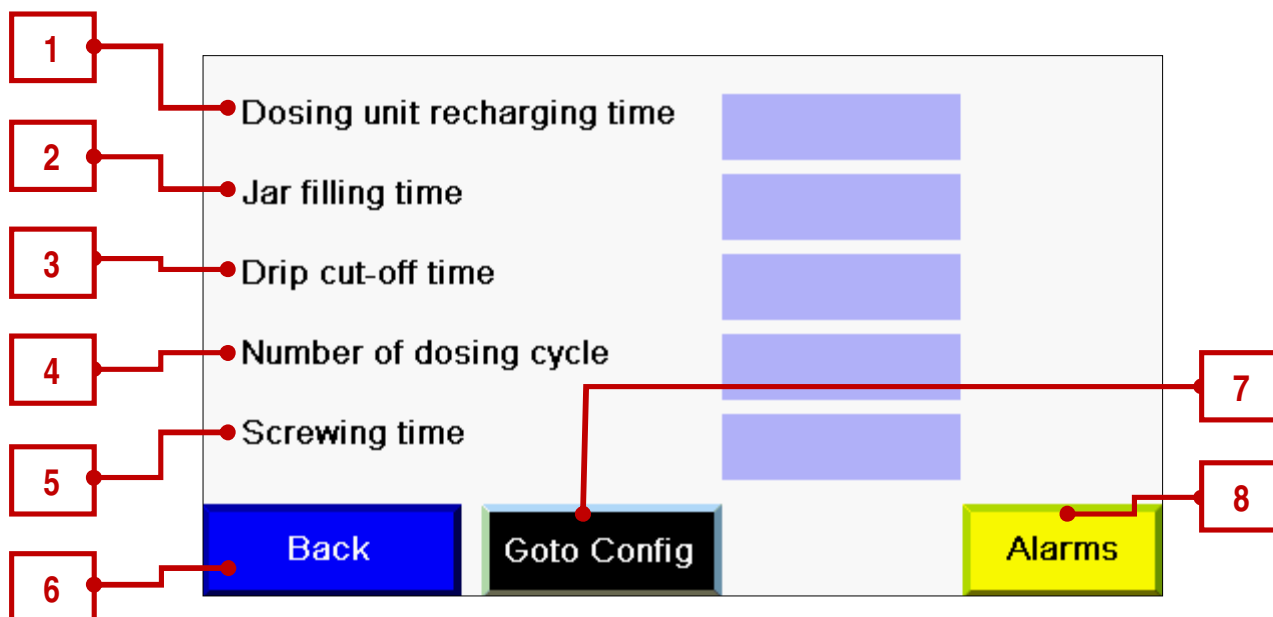 1
Dosing unit recharging time
2
Jar filling time
3
Drip cut-off time
4
Number of dosing cycle
7
5
Screwing time
8
6
Back
Goto Config
Alarms